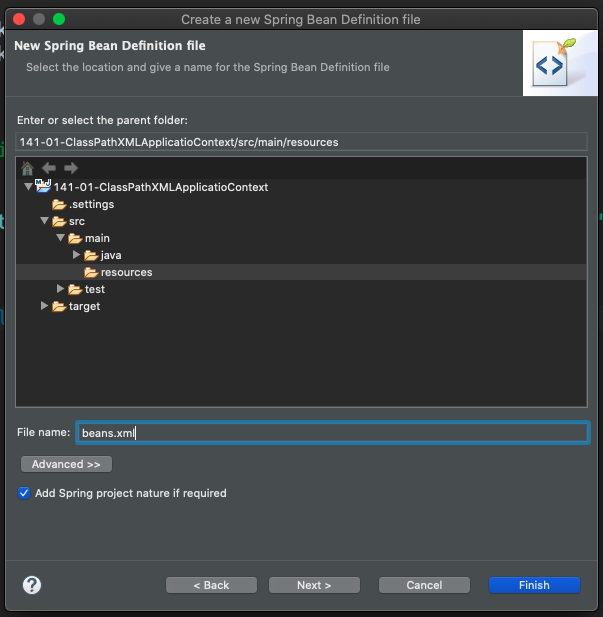 Create a new Spring Bean Definition file
New Spring Bean Definition file
Select the location and give a name for the Spring Bean Definition file
Enter or select the parent folder:
141-01-ClassPathXMLApplicatioContext/src/main/resources
141-01-ClassPathXMLApplicatioContext
.settings
src
main
java
resources
test
target
File name: beans.xml
Advanced >>
Add Spring project nature if required
? < Back Next > Cancel Finish